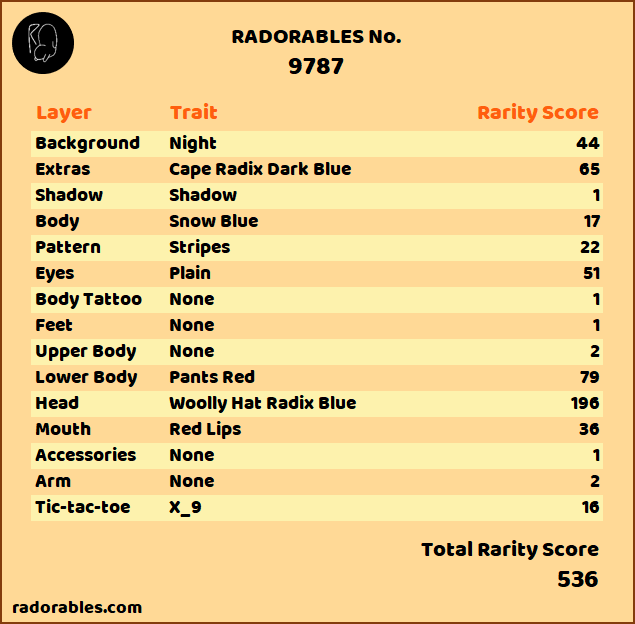 RADORABLES No.
9787
Layer Trait Rarity Score
Background Night 44
Extras Cape Radix Dark Blue 65
Shadow Shadow 1
Body Snow Blue 17
Pattern Stripes 22
Eyes Plain 51
Body Tattoo None 1
Feet None 1
Upper Body None 2
Lower Body Pants Red 79
Head Woolly Hat Radix Blue 196
Mouth Red Lips 36
Accessories None 1
Arm None 2
Tic-tac-toe X_9 16
Total Rarity Score
536
radorables.com